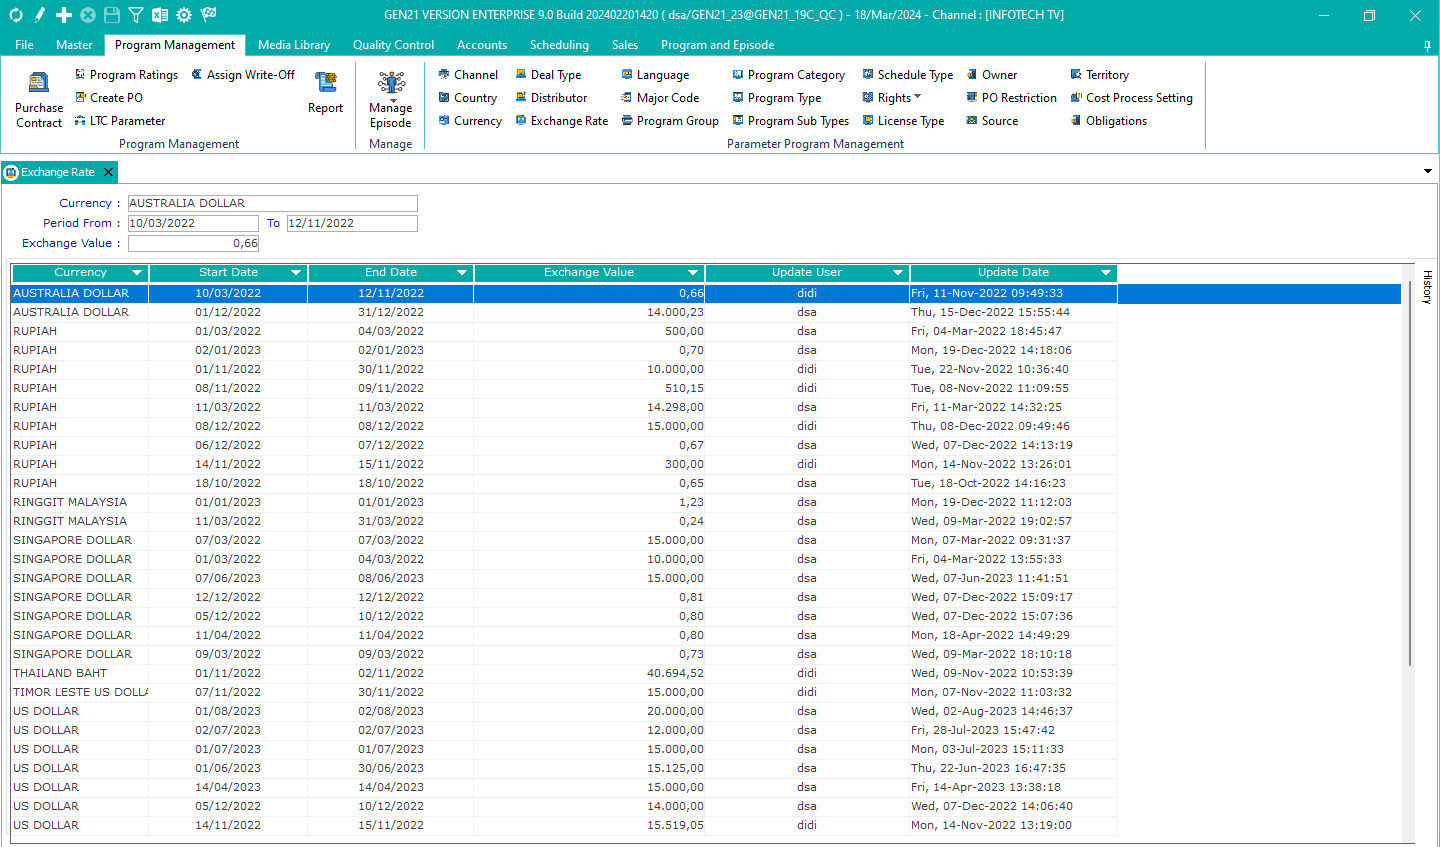 GEN21 VERSION ENTERPRISE 9.0 Build 202402201420 ( dsa/GEN21_23@GEN21_19C_QC ) - 18/Mar/2024 - Channel : [INFOTECH TV]
File Master Program Management Media Library Quality Control Accounts Scheduling Sales Program and Episode
Purchase Contract
Program Ratings
Create PO
LTC Parameter
Assign Write-Off
Report
Program Management
Manage Episode
Manage
Channel Deal Type Language Program Category Schedule Type Owner Territory
Country Distributor Major Code Program Type Rights PO Restriction Cost Process Setting
Currency Exchange Rate Program Group Program Sub Types License Type Source Obligations
Parameter Program Management
Exchange Rate
Currency : AUSTRALIA DOLLAR
Period From : 10/03/2022 To 12/11/2022
Exchange Value : 0,66
History
Currency Start Date End Date Exchange Value Update User Update Date
AUSTRALIA DOLLAR 10/03/2022 12/11/2022 0,66 didi Fri, 11-Nov-2022 09:49:33
AUSTRALIA DOLLAR 01/12/2022 31/12/2022 14.000,23 dsa Thu, 15-Dec-2022 15:55:44
RUPIAH 01/03/2022 04/03/2022 500,00 dsa Fri, 04-Mar-2022 18:45:47
RUPIAH 02/01/2023 02/01/2023 0,70 dsa Mon, 19-Dec-2022 14:18:06
RUPIAH 01/11/2022 30/11/2022 10.000,00 didi Tue, 22-Nov-2022 10:36:40
RUPIAH 08/11/2022 09/11/2022 510,15 didi Tue, 08-Nov-2022 11:09:55
RUPIAH 11/03/2022 11/03/2022 14.298,00 dsa Fri, 11-Mar-2022 14:32:25
RUPIAH 08/12/2022 08/12/2022 15.000,00 didi Thu, 08-Dec-2022 09:49:46
RUPIAH 06/12/2022 07/12/2022 0,67 dsa Wed, 07-Dec-2022 14:13:19
RUPIAH 14/11/2022 15/11/2022 300,00 didi Mon, 14-Nov-2022 13:26:01
RUPIAH 18/10/2022 18/10/2022 0,65 dsa Tue, 18-Oct-2022 14:16:23
RINGGIT MALAYSIA 01/01/2023 01/01/2023 1,23 dsa Mon, 19-Dec-2022 11:12:03
RINGGIT MALAYSIA 11/03/2022 31/03/2022 0,24 dsa Wed, 09-Mar-2022 19:02:57
SINGAPORE DOLLAR 07/03/2022 07/03/2022 15.000,00 dsa Mon, 07-Mar-2022 09:31:37
SINGAPORE DOLLAR 01/03/2022 04/03/2022 10.000,00 dsa Fri, 04-Mar-2022 13:55:33
SINGAPORE DOLLAR 07/06/2023 08/06/2023 15.000,00 dsa Wed, 07-Jun-2023 11:41:51
SINGAPORE DOLLAR 12/12/2022 12/12/2022 0,81 dsa Wed, 07-Dec-2022 15:09:17
SINGAPORE DOLLAR 05/12/2022 10/12/2022 0,80 dsa Wed, 07-Dec-2022 15:07:36
SINGAPORE DOLLAR 11/04/2022 11/04/2022 0,80 dsa Mon, 18-Apr-2022 14:49:29
SINGAPORE DOLLAR 09/03/2022 09/03/2022 0,73 dsa Wed, 09-Mar-2022 18:10:18
THAILAND BAHT 01/11/2022 02/11/2022 40.694,52 didi Wed, 09-Nov-2022 10:53:39
TIMOR LESTE US DOLLA 07/11/2022 30/11/2022 15.000,00 didi Mon, 07-Nov-2022 11:03:32
US DOLLAR 01/08/2023 02/08/2023 20.000,00 dsa Wed, 02-Aug-2023 14:46:37
US DOLLAR 02/07/2023 02/07/2023 12.000,00 dsa Fri, 28-Jul-2023 15:47:42
US DOLLAR 01/07/2023 01/07/2023 15.000,00 dsa Mon, 03-Jul-2023 15:11:33
US DOLLAR 01/06/2023 30/06/2023 15.125,00 dsa Thu, 22-Jun-2023 16:47:35
US DOLLAR 14/04/2023 14/04/2023 15.000,00 dsa Fri, 14-Apr-2023 13:38:18
US DOLLAR 05/12/2022 10/12/2022 14.000,00 dsa Wed, 07-Dec-2022 14:06:40
US DOLLAR 14/11/2022 15/11/2022 15.519,05 didi Mon, 14-Nov-2022 13:19:00